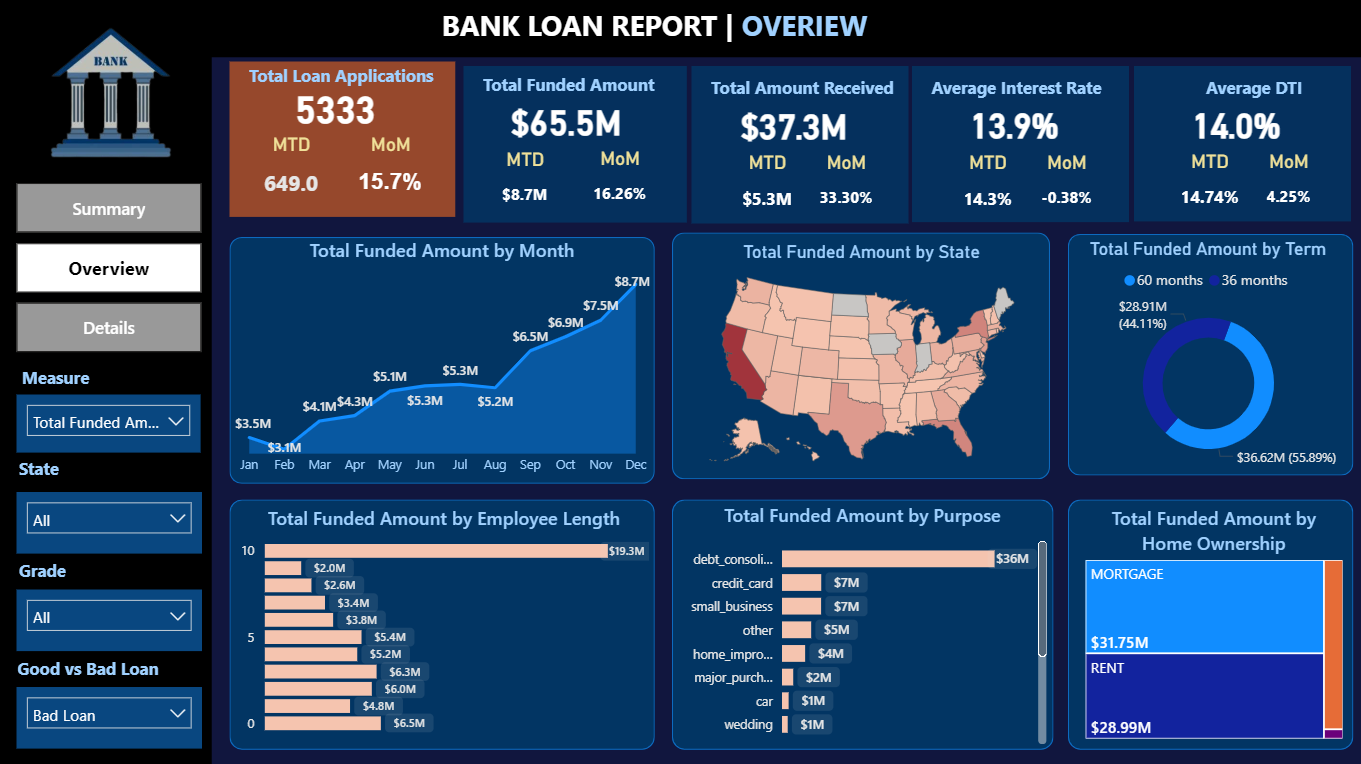 BANK LOAN REPORT | OVERIEW
BANK
Summary
Overview
Details
Measure
Total Funded Am...
State
All
Grade
All
Good vs Bad Loan
Bad Loan
Total Loan Applications
5333
MTD MoM
649.0 15.7%
Total Funded Amount
$65.5M
MTD MoM
$8.7M 16.26%
Total Amount Received
$37.3M
MTD MoM
$5.3M 33.30%
Average Interest Rate
13.9%
MTD MoM
14.3% -0.38%
Average DTI
14.0%
MTD MoM
14.74% 4.25%
Total Funded Amount by Month
$3.5M $3.1M $4.1M $4.3M $5.1M $5.3M $5.3M $5.2M $6.5M $6.9M $7.5M $8.7M
Jan Feb Mar Apr May Jun Jul Aug Sep Oct Nov Dec
Total Funded Amount by State
Total Funded Amount by Term
60 months 36 months
$28.91M
(44.11%)
$36.62M (55.89%)
Total Funded Amount by Employee Length
10 $19.3M
$2.0M
$2.6M
$3.4M
$3.8M
5 $5.4M
$5.2M
$6.3M
$6.0M
$4.8M
0 $6.5M
Total Funded Amount by Purpose
debt_consoli... $36M
credit_card $7M
small_business $7M
other $5M
home_impro... $4M
major_purch... $2M
car $1M
wedding $1M
Total Funded Amount by
Home Ownership
MORTGAGE
$31.75M
RENT
$28.99M